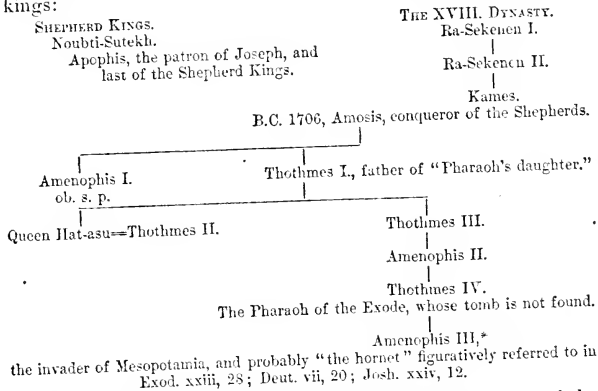 kings:
SHEPHERD KINGS.
Noubti-Sutekh.
Apophis, the patron of Joseph, and
last of the Shepherd Kings.
THE XVIII. DYNASTY.
Ra-Sekenen I.
Ra-Sekenen II.
Kames.
B.C. 1706, Amosis, conqueror of the Shepherds.
Amenophis I.
ob. s. p.
Thothmes I., father of "Pharaoh's daughter."
Queen Hat-asu=Thothmes II.
Thothmes III.
Amenophis II.
Thothmes IV.
The Pharaoh of the Exode, whose tomb is not found.
Amenophis III,*
the invader of Mesopotamia, and probably "the hornet" figuratively referred to in
Exod. xxiii, 28; Deut. vii, 20; Josh. xxiv, 12.